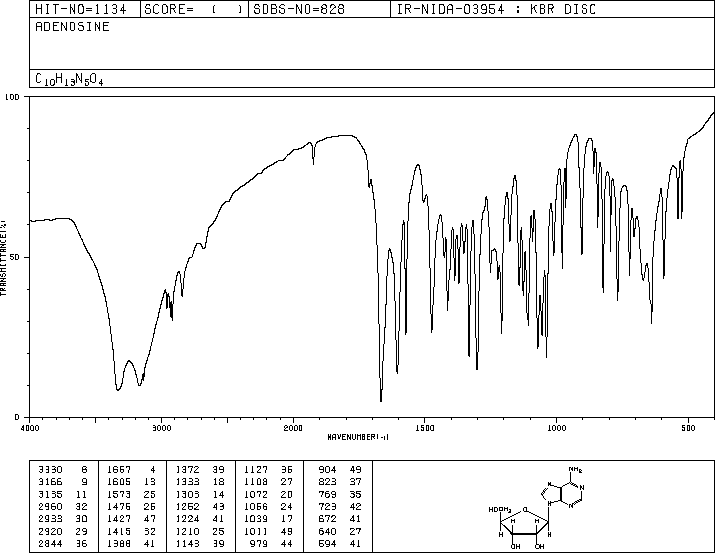 HIT-NO=1134 SCORE= ( ) SDBS-NO=828 IR-NIDA-03954 : KBR DISC
ADENOSINE
C10H13N5O4
100
TRANSMITTANCE(%)
50
0
4000 3000 2000 1500 1000 500
WAVENUMBER(-1)
3330 8 1667 4 1372 39 1127 36 904 49
3166 9 1605 13 1333 18 1108 27 823 37
3135 11 1573 25 1303 14 1072 20 769 35
2960 32 1476 26 1252 43 1056 24 723 42
2933 30 1427 47 1224 41 1039 17 672 41
2920 29 1415 32 1210 25 1011 49 640 27
2844 36 1388 41 1143 39 979 44 594 41
NH2
N N
N N
HOCH2 O
H H
H H
OH OH